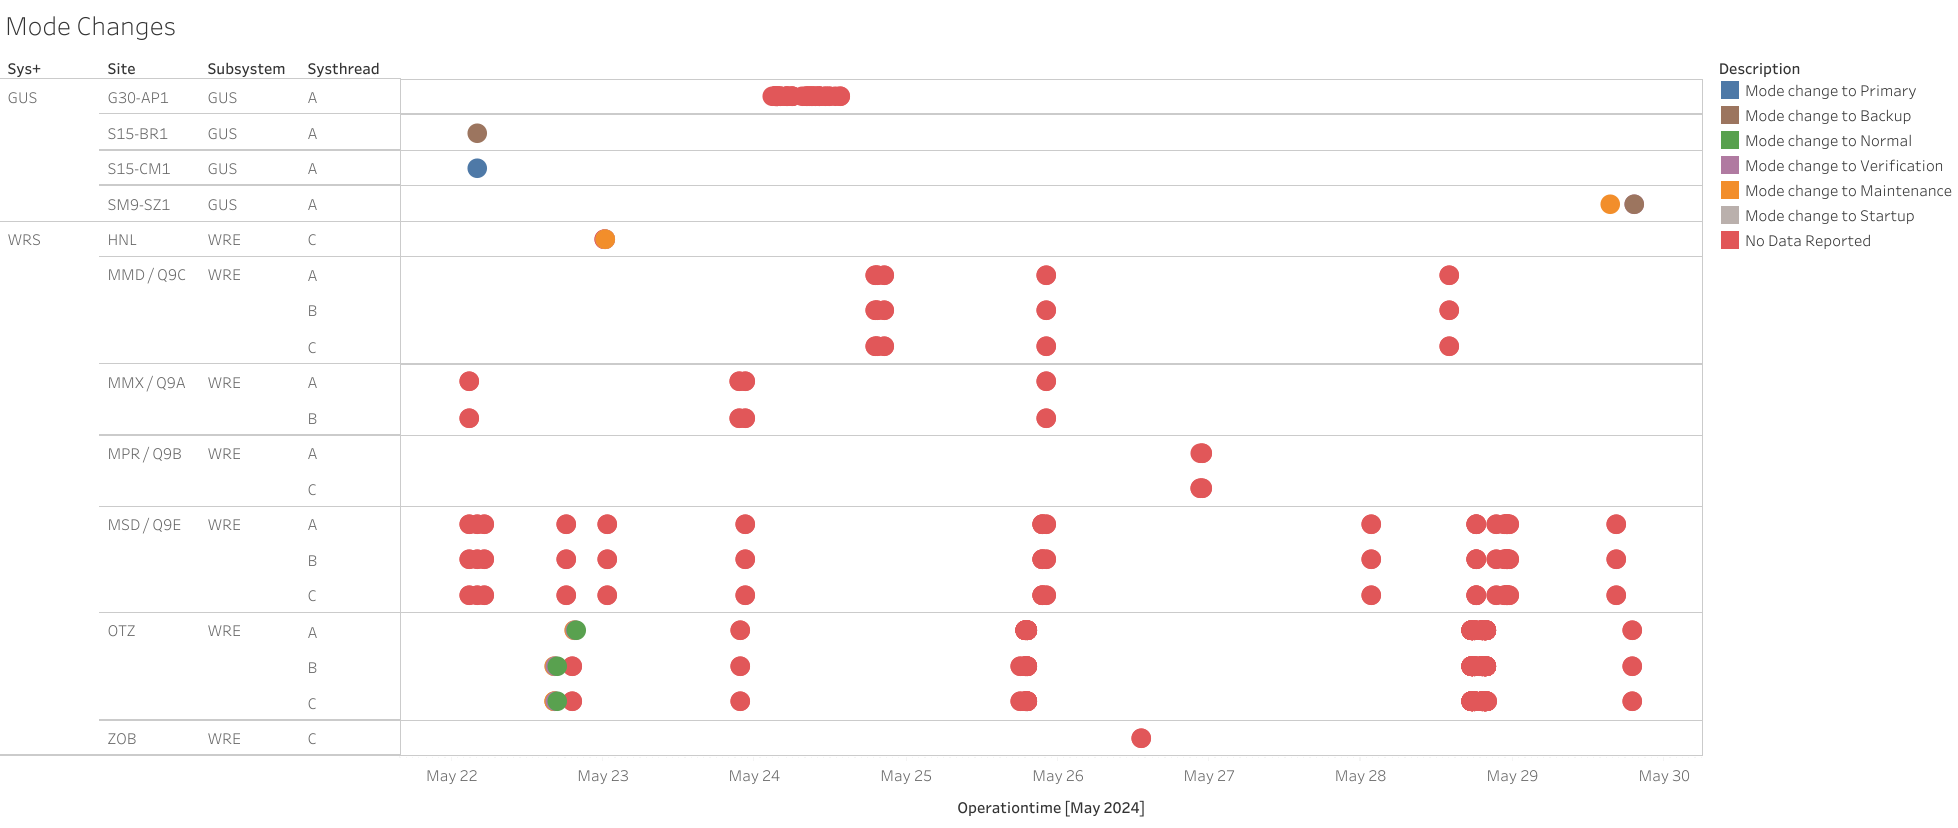 Mode Changes
Sys+ Site Subsystem Systhread
Description
GUS G30-AP1 GUS A
S15-BR1 GUS A
S15-CM1 GUS A
SM9-SZ1 GUS A
WRS HNL WRE C
MMD / Q9C WRE A
B
C
MMX / Q9A WRE A
B
MPR / Q9B WRE A
C
MSD / Q9E WRE A
B
C
OTZ WRE A
B
C
ZOB WRE C
Mode change to Primary
Mode change to Backup
Mode change to Normal
Mode change to Verification
Mode change to Maintenance
Mode change to Startup
No Data Reported
May 22 May 23 May 24 May 25 May 26 May 27 May 28 May 29 May 30
Operationtime [May 2024]